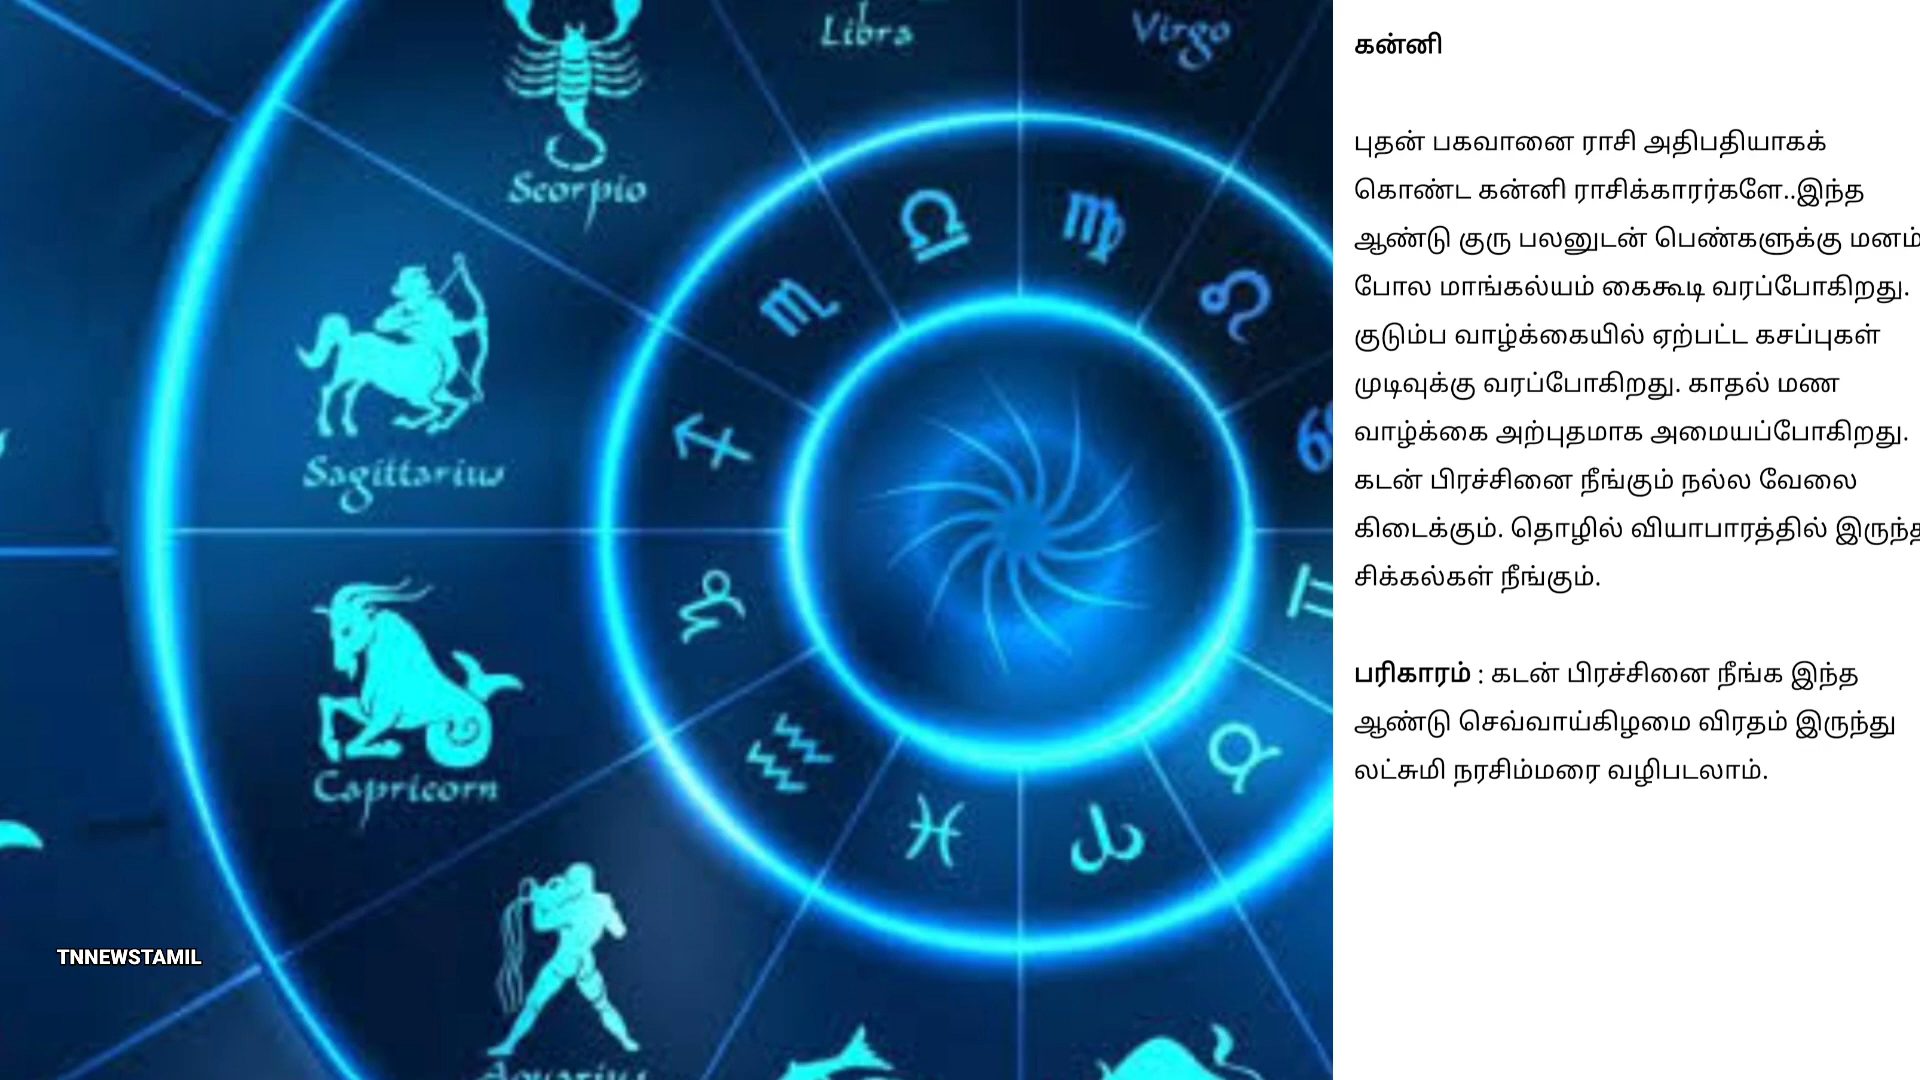 Libra
Virgo
Scorpio
Sagittarius
Capricorn
Aquarius
TNNEWSTAMIL
கன்னி
புதன் பகவானை ராசி அதிபதியாகக்
கொண்ட கன்னி ராசிக்காரர்களே..இந்த
ஆண்டு குரு பலனுடன் பெண்களுக்கு மனம்
போல மாங்கல்யம் கைகூடி வரப்போகிறது.
குடும்ப வாழ்க்கையில் ஏற்பட்ட கசப்புகள்
முடிவுக்கு வரப்போகிறது. காதல் மண
வாழ்க்கை அற்புதமாக அமையப்போகிறது.
கடன் பிரச்சினை நீங்கும் நல்ல வேலை
கிடைக்கும். தொழில் வியாபாரத்தில் இருந்த
சிக்கல்கள் நீங்கும்.
பரிகாரம் : கடன் பிரச்சினை நீங்க இந்த
ஆண்டு செவ்வாய்கிழமை விரதம் இருந்து
லட்சுமி நரசிம்மரை வழிபடலாம்.